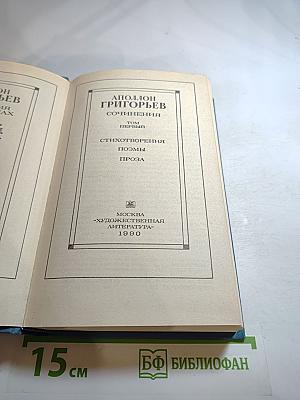 АПОЛЛОН
ГРИГОРЬЕВ
СОЧИНЕНИЯ
ТОМ
ПЕРВЫЙ
СТИХОТВОРЕНИЯ
ПОЭМЫ
ПРОЗА
МОСКВА
«ХУДОЖЕСТВЕННАЯ
ЛИТЕРАТУРА»
1990
15 см
БФ БИБЛИОФАН